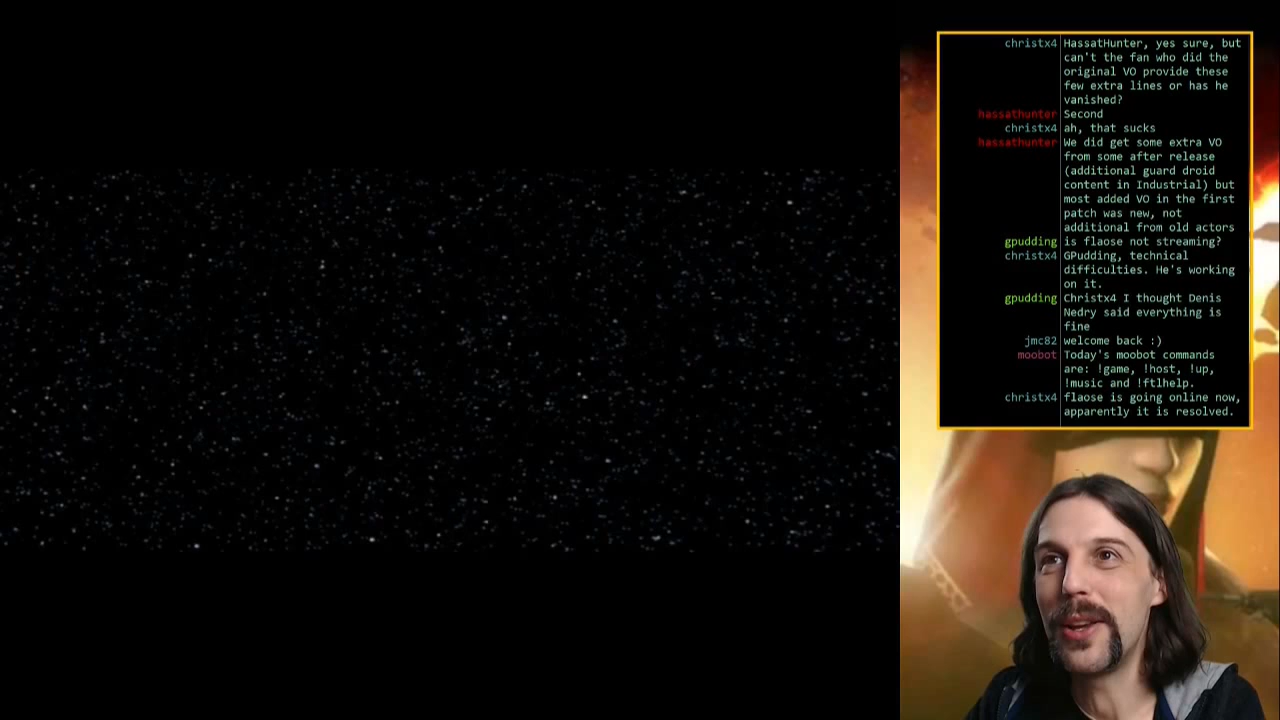 christx4 HassatHunter, yes sure, but
can't the fan who did the
original VO provide these
few extra lines or has he
vanished?
hassathunter Second
christx4 ah, that sucks
hassathunter We did get some extra VO
from some after release
(additional guard droid
content in Industrial) but
most added VO in the first
patch was new, not
additional from old actors
gpudding is flaose not streaming?
christx4 GPudding, technical
difficulties. He's working
on it.
gpudding Christx4 I thought Denis
Nedry said everything is
fine
jmc82 welcome back :)
moobot Today's moobot commands
are: !game, !host, !up,
!music and !ftlhelp.
christx4 flaose is going online now,
apparently it is resolved.